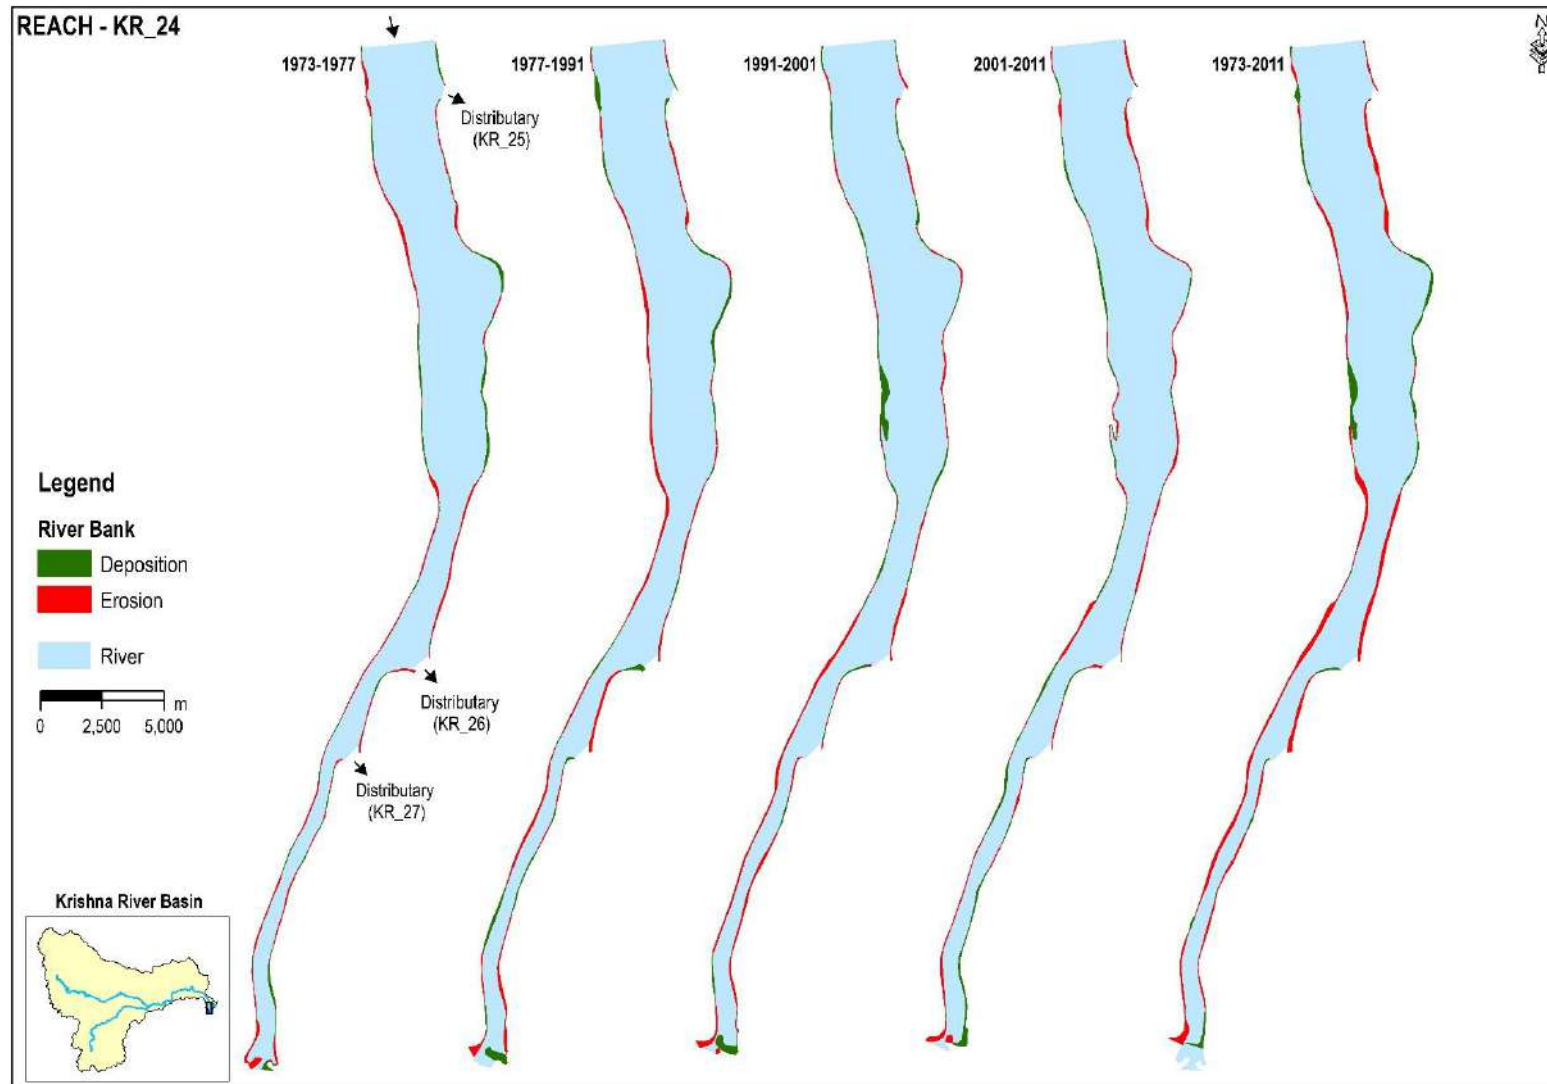 REACH - KR_24
N
1973-1977
1977-1991
1991-2001
2001-2011
1973-2011
Distributary
(KR_25)
Legend
River Bank
Deposition
Erosion
River
m
0 2,500 5,000
Distributary
(KR_26)
Distributary
(KR_27)
Krishna River Basin